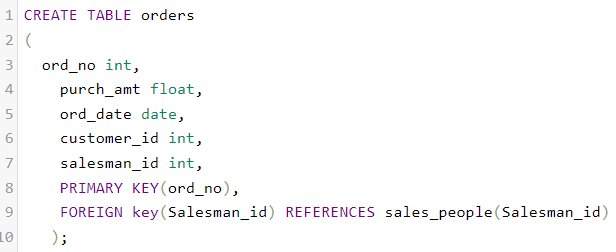 1 CREATE TABLE orders
2 (
3 ord_no int,
4 purch_amt float,
5 ord_date date,
6 customer_id int,
7 salesman_id int,
8 PRIMARY KEY(ord_no),
9 FOREIGN key(Salesman_id) REFERENCES sales_people(Salesman_id)
10 );